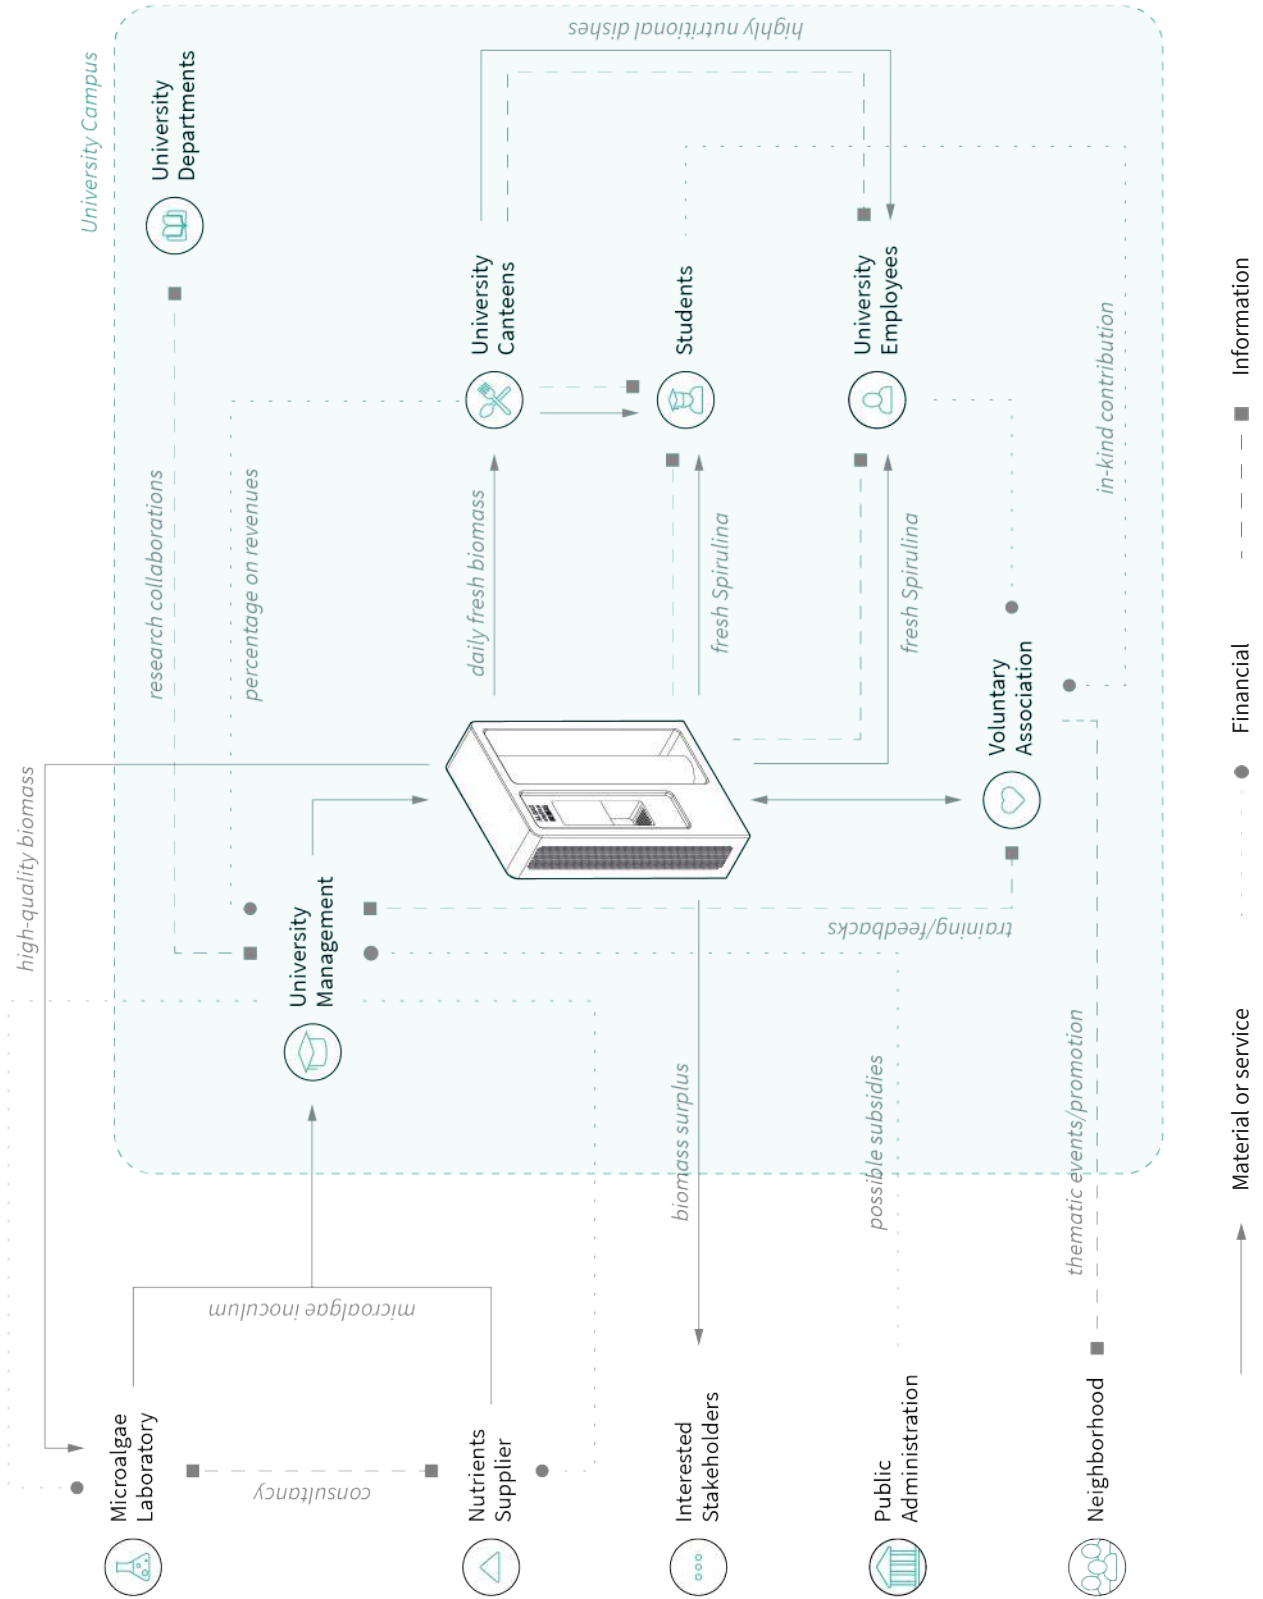 University Campus
University
Departments
highly nutritional dishes
University
Canteens
Students
University
Employees
research collaborations
percentage on revenues
daily fresh biomass
fresh Spirulina
fresh Spirulina
in-kind contribution
high-quality biomass
University
Management
Voluntary
Association
training/feedbacks
biomass surplus
possible subsidies
thematic events/promotion
microalgae inoculum
Microalgae
Laboratory
consultancy
Nutrients
Supplier
Interested
Stakeholders
Public
Administration
Neighborhood
Material or service
Financial
Information